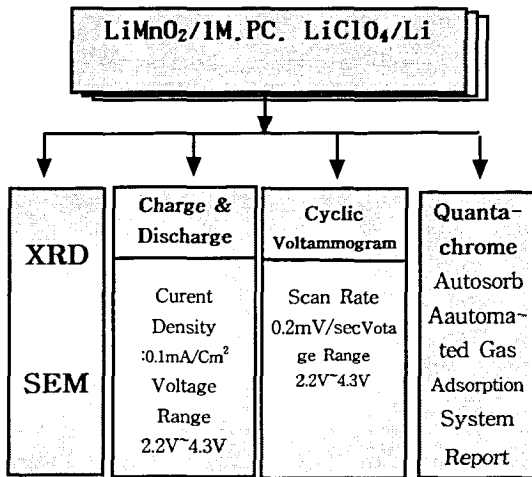 LiMnO₂/1M.PC. LiClO₄/Li
XRD
SEM
Charge &
Discharge
Curent
Density
:0.1mA/Cm²
Voltage
Range
2.2V~4.3V
Cyclic
Voltammogram
Scan Rate
0.2mV/secVota
ge Range
2.2V~4.3V
Quanta-
chrome
Autosorb
Aautoma-
ted Gas
Adsorption
System
Report